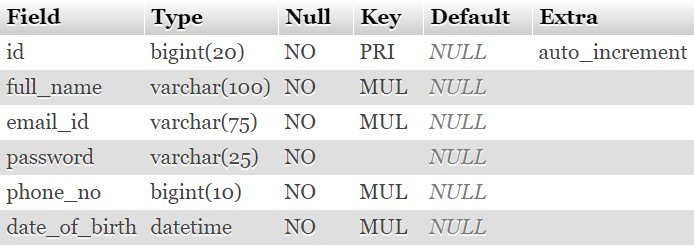 Field Type Null Key Default Extra
id bigint(20) NO PRI NULL auto_increment
full_name varchar(100) NO MUL NULL
email_id varchar(75) NO MUL NULL
password varchar(25) NO NULL
phone_no bigint(10) NO MUL NULL
date_of_birth datetime NO MUL NULL